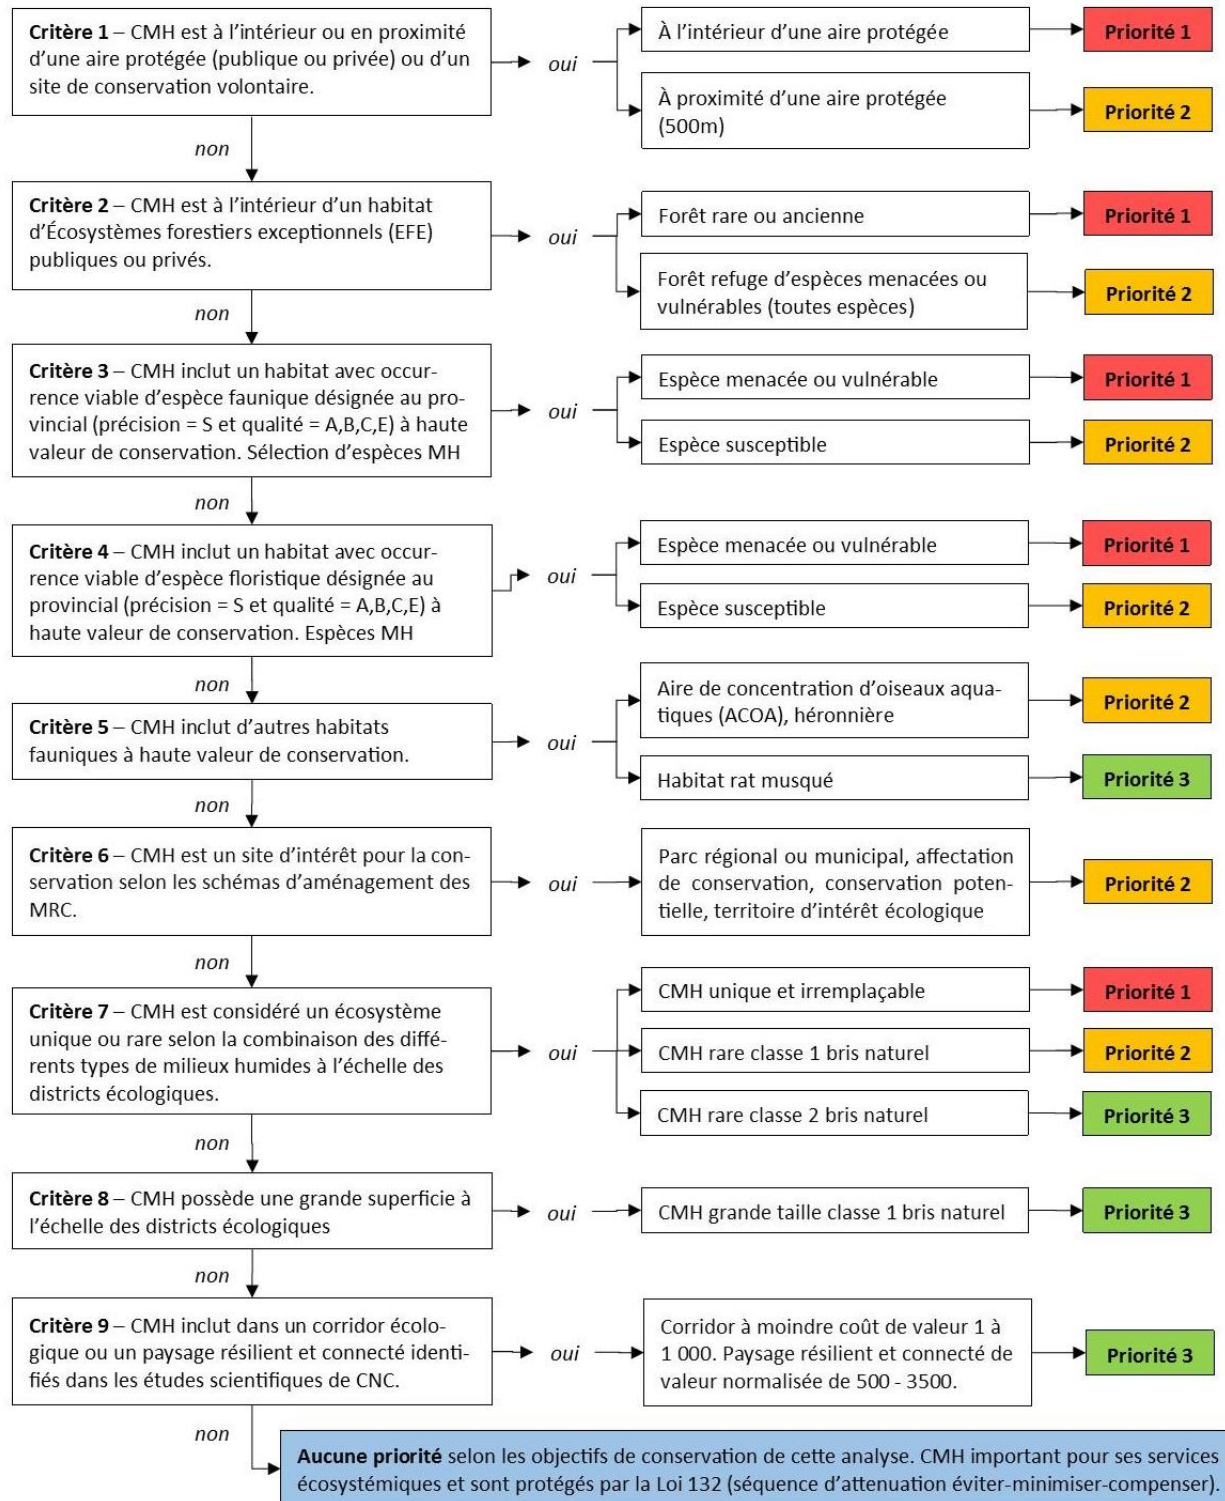 Critère 1 – CMH est à l'intérieur ou en proximité
d'une aire protégée (publique ou privée) ou d'un
site de conservation volontaire.
oui
À l'intérieur d'une aire protégée
Priorité 1
À proximité d'une aire protégée
(500m)
Priorité 2
non
Critère 2 – CMH est à l'intérieur d'un habitat
d'Écosystèmes forestiers exceptionnels (EFE)
publiques ou privés.
oui
Forêt rare ou ancienne
Priorité 1
Forêt refuge d'espèces menacées ou
vulnérables (toutes espèces)
Priorité 2
non
Critère 3 – CMH inclut un habitat avec occur-
rence viable d'espèce faunique désignée au pro-
vincial (précision = S et qualité = A,B,C,E) à haute
valeur de conservation. Sélection d'espèces MH
oui
Espèce menacée ou vulnérable
Priorité 1
Espèce susceptible
Priorité 2
non
Critère 4 – CMH inclut un habitat avec occur-
rence viable d'espèce floristique désignée au
provincial (précision = S et qualité = A,B,C,E) à
haute valeur de conservation. Espèces MH
oui
Espèce menacée ou vulnérable
Priorité 1
Espèce susceptible
Priorité 2
non
Critère 5 – CMH inclut d'autres habitats
fauniques à haute valeur de conservation.
oui
Aire de concentration d'oiseaux aqua-
tiques (ACOA), héronnière
Priorité 2
Habitat rat musqué
Priorité 3
non
Critère 6 – CMH est un site d'intérêt pour la con-
servation selon les schémas d'aménagement des
MRC.
oui
Parc régional ou municipal, affectation
de conservation, conservation poten-
tielle, territoire d'intérêt écologique
Priorité 2
non
Critère 7 – CMH est considéré un écosystème
unique ou rare selon la combinaison des diffé-
rents types de milieux humides à l'échelle des
districts écologiques.
oui
CMH unique et irremplaçable
Priorité 1
CMH rare classe 1 bris naturel
Priorité 2
CMH rare classe 2 bris naturel
Priorité 3
non
Critère 8 – CMH possède une grande superficie à
l'échelle des districts écologiques
oui
CMH grande taille classe 1 bris naturel
Priorité 3
non
Critère 9 – CMH inclut dans un corridor écolo-
gique ou un paysage résilient et connecté identi-
fiés dans les études scientifiques de CNC.
oui
Corridor à moindre coût de valeur 1 à
1 000. Paysage résilient et connecté de
valeur normalisée de 500 - 3500.
Priorité 3
non
Aucune priorité selon les objectifs de conservation de cette analyse. CMH important pour ses services
écosystémiques et sont protégés par la Loi 132 (séquence d'attenuation éviter-minimiser-compenser).